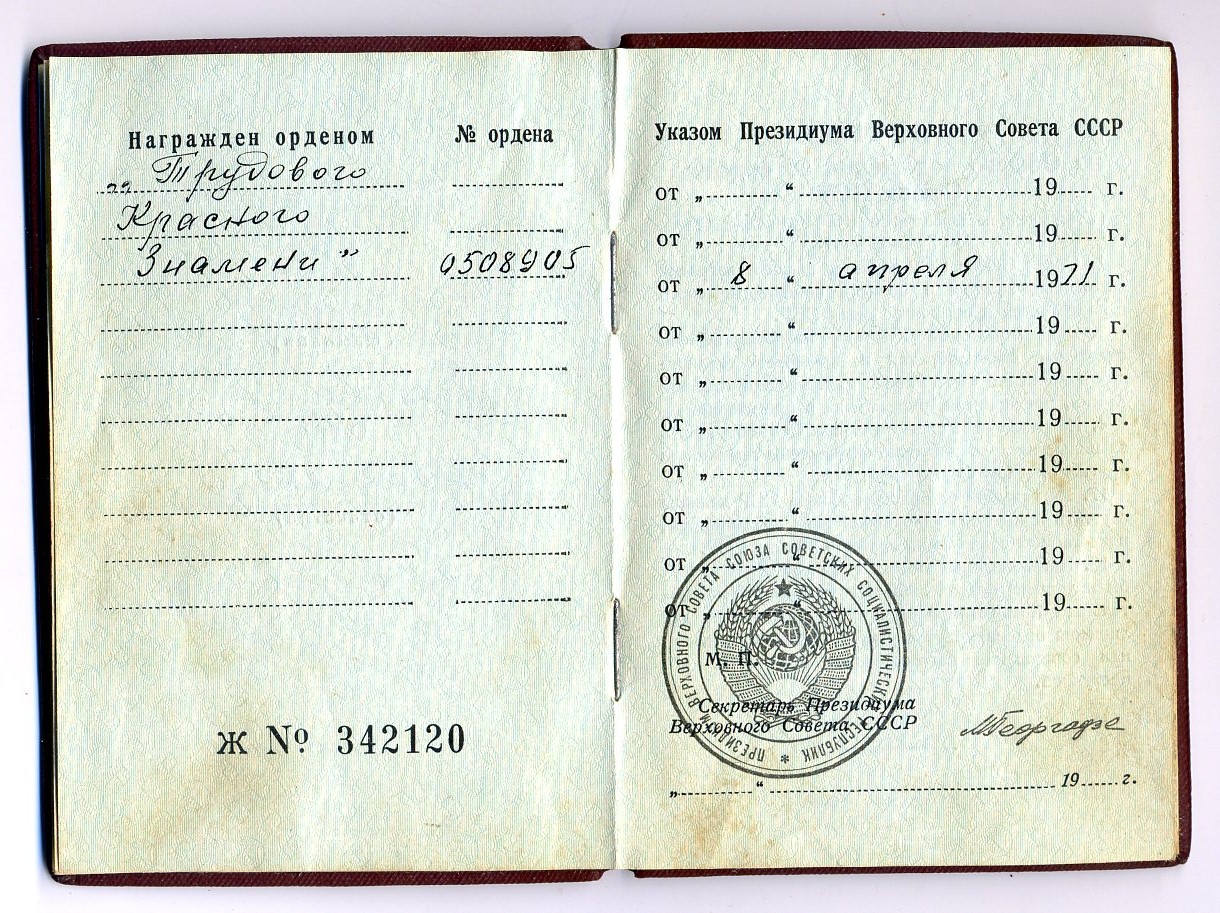 Награжден орденом № ордена
„Трудового
Красного
Знамени" 0508905
Ж № 342120
Указом Президиума Верховного Совета СССР
от „ “ 19 г.
от „ “ 19 г.
от „ 8 “ апреля 1971 г.
от „ “ 19 г.
от „ “ 19 г.
от „ “ 19 г.
от „ “ 19 г.
от „ “ 19 г.
от „ “ 19 г.
от „ “ 19 г.
М. П.
ПРЕЗИДИУМ ВЕРХОВНОГО СОВЕТА СОЮЗА СОВЕТСКИХ СОЦИАЛИСТИЧЕСКИХ РЕСПУБЛИК *
Секретарь Президиума
Верховного Совета СССР МГеоргадзе
„ “ 19 г.